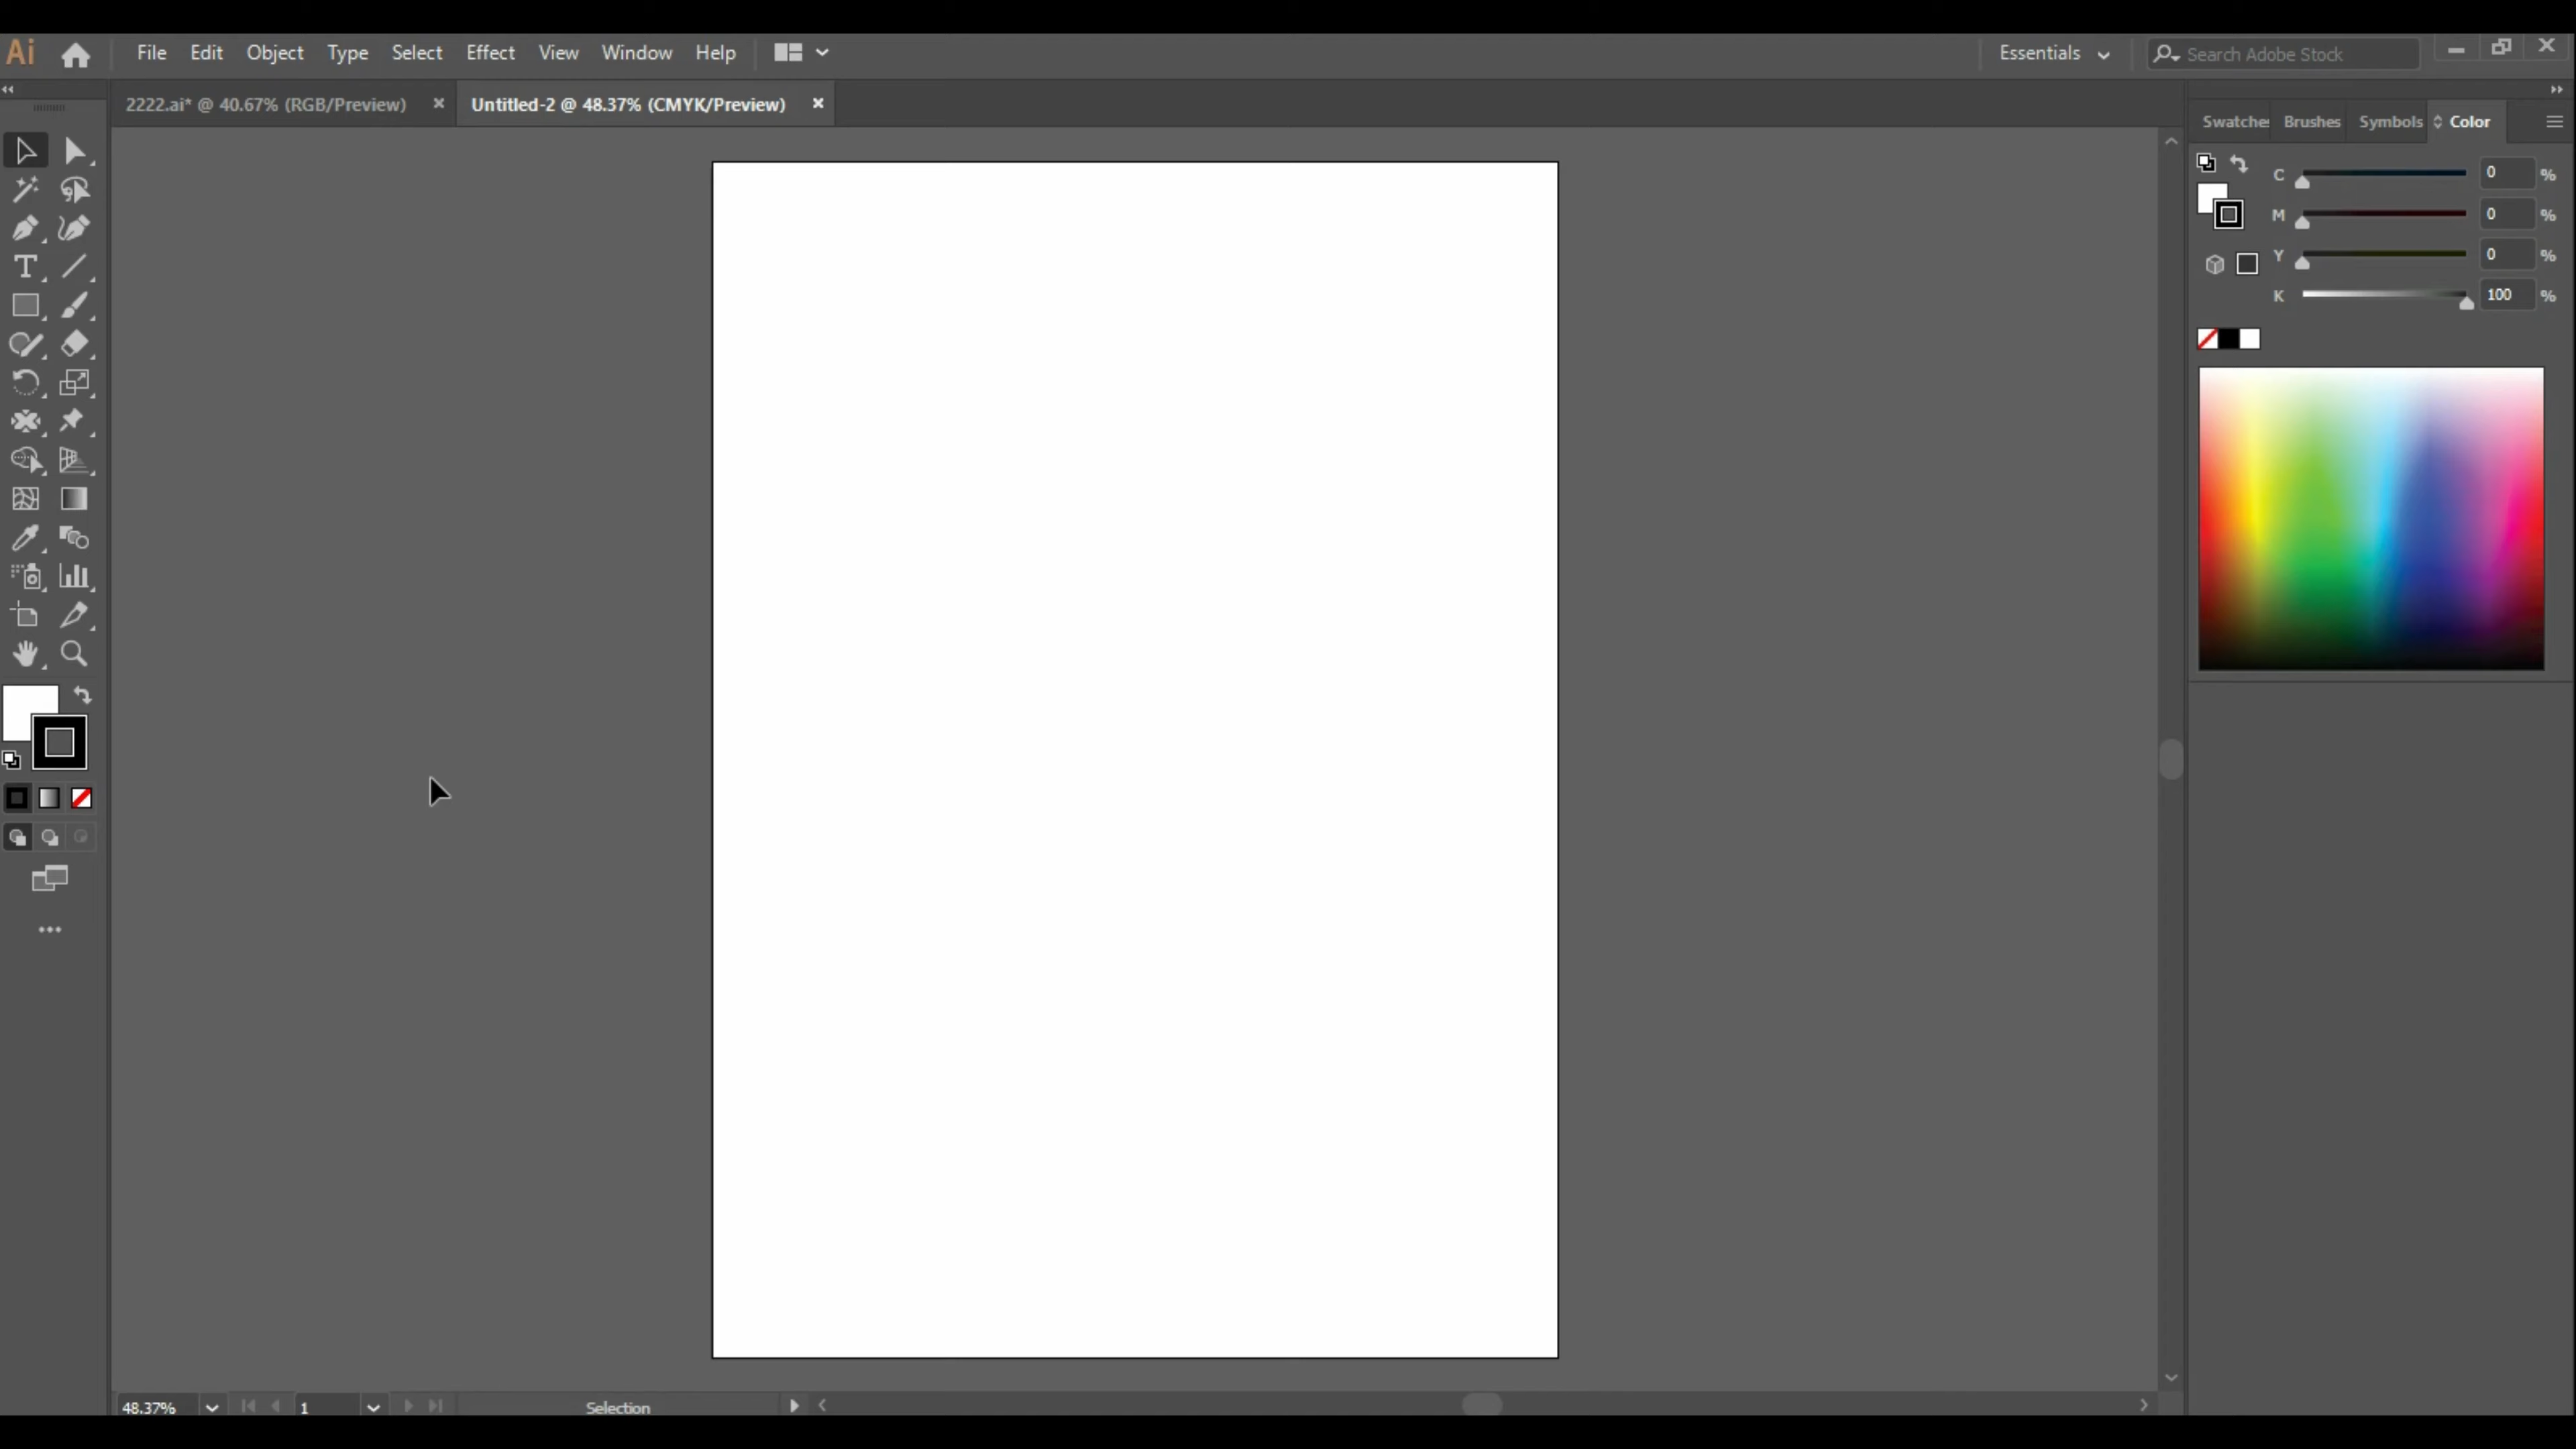 Ai File Edit Object Type Select Effect View Window Help Essentials Search Adobe Stock
2222.ai* @ 40.67% (RGB/Preview) × Untitled-2 @ 48.37% (CMYK/Preview) ×
Swatches Brushes Symbols Color
C 0 %
M 0 %
Y 0 %
K 100 %
T
48.37% 1 Selection